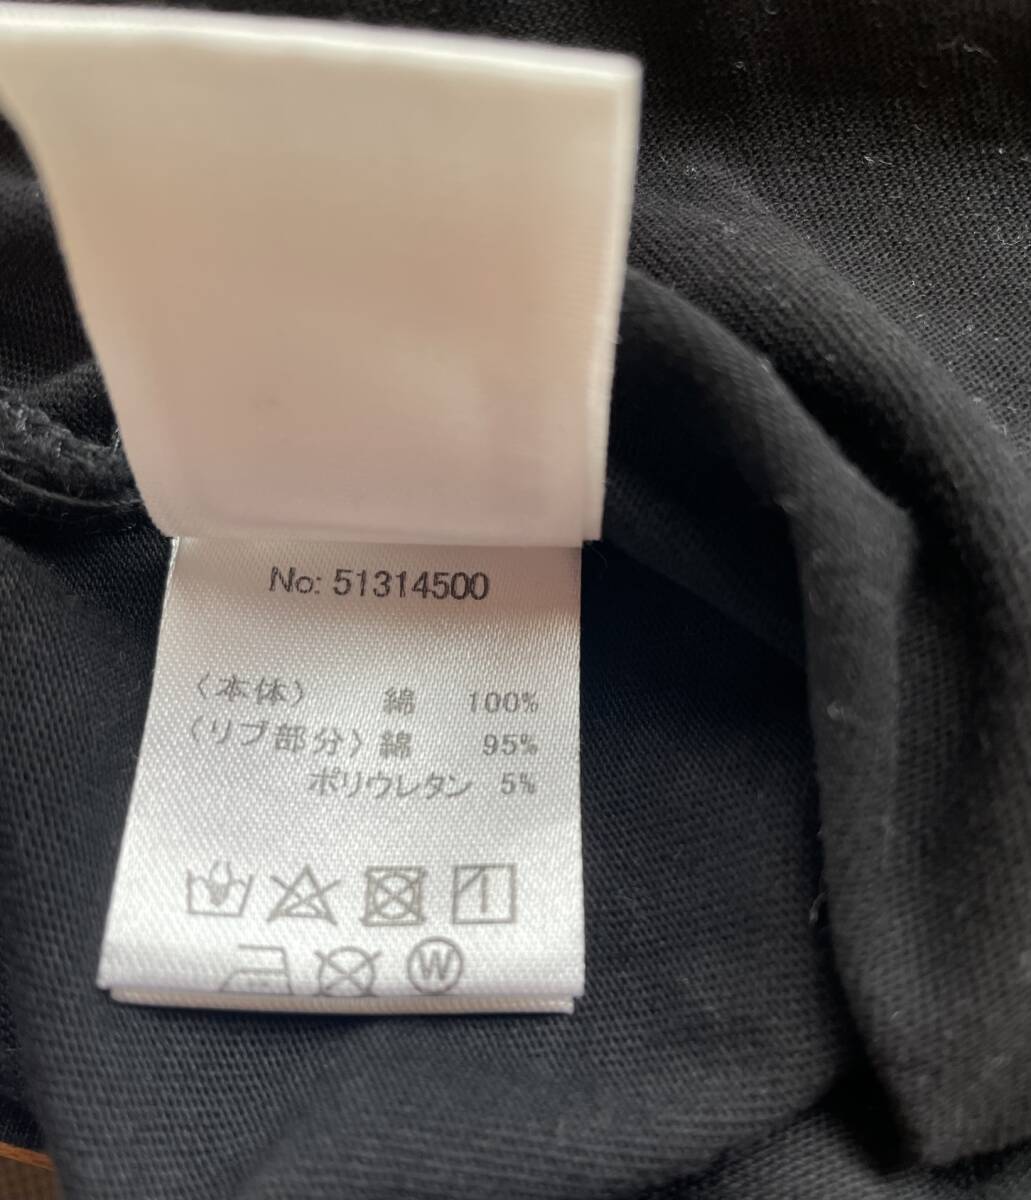 No: 51314500
〈本体〉 綿 100%
〈リブ部分〉綿 95%
ポリウレタン 5%
W